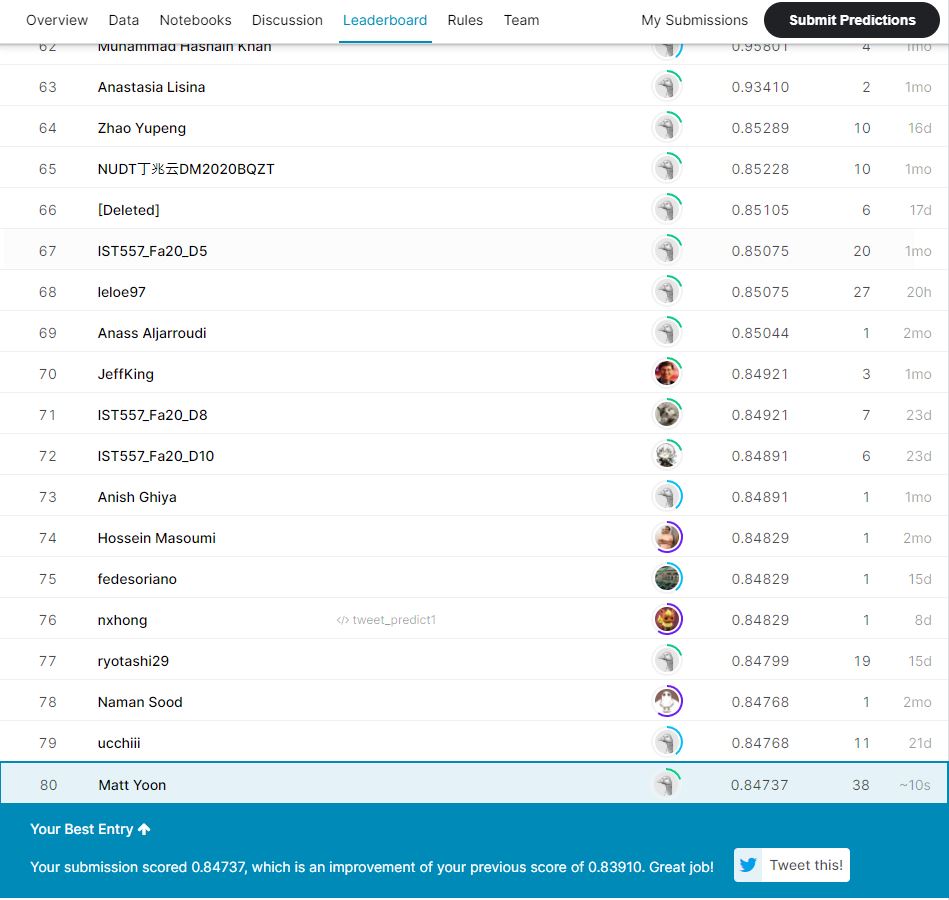 Overview Data Notebooks Discussion Leaderboard Rules Team My Submissions Submit Predictions
62 Muhammad Hasnain Khan 0.95801 4 1mo
63 Anastasia Lisina 0.93410 2 1mo
64 Zhao Yupeng 0.85289 10 16d
65 NUDT丁兆云DM2020BQZT 0.85228 10 1mo
66 [Deleted] 0.85105 6 17d
67 IST557_Fa20_D5 0.85075 20 1mo
68 leloe97 0.85075 27 20h
69 Anass Aljarroudi 0.85044 1 2mo
70 JeffKing 0.84921 3 1mo
71 IST557_Fa20_D8 0.84921 7 23d
72 IST557_Fa20_D10 0.84891 6 23d
73 Anish Ghiya 0.84891 1 1mo
74 Hossein Masoumi 0.84829 1 2mo
75 fedesoriano 0.84829 1 15d
76 nxhong </> tweet_predict1 0.84829 1 8d
77 ryotashi29 0.84799 19 15d
78 Naman Sood 0.84768 1 2mo
79 ucchiii 0.84768 11 21d
80 Matt Yoon 0.84737 38 ~10s
Your Best Entry ↑
Your submission scored 0.84737, which is an improvement of your previous score of 0.83910. Great job! Tweet this!